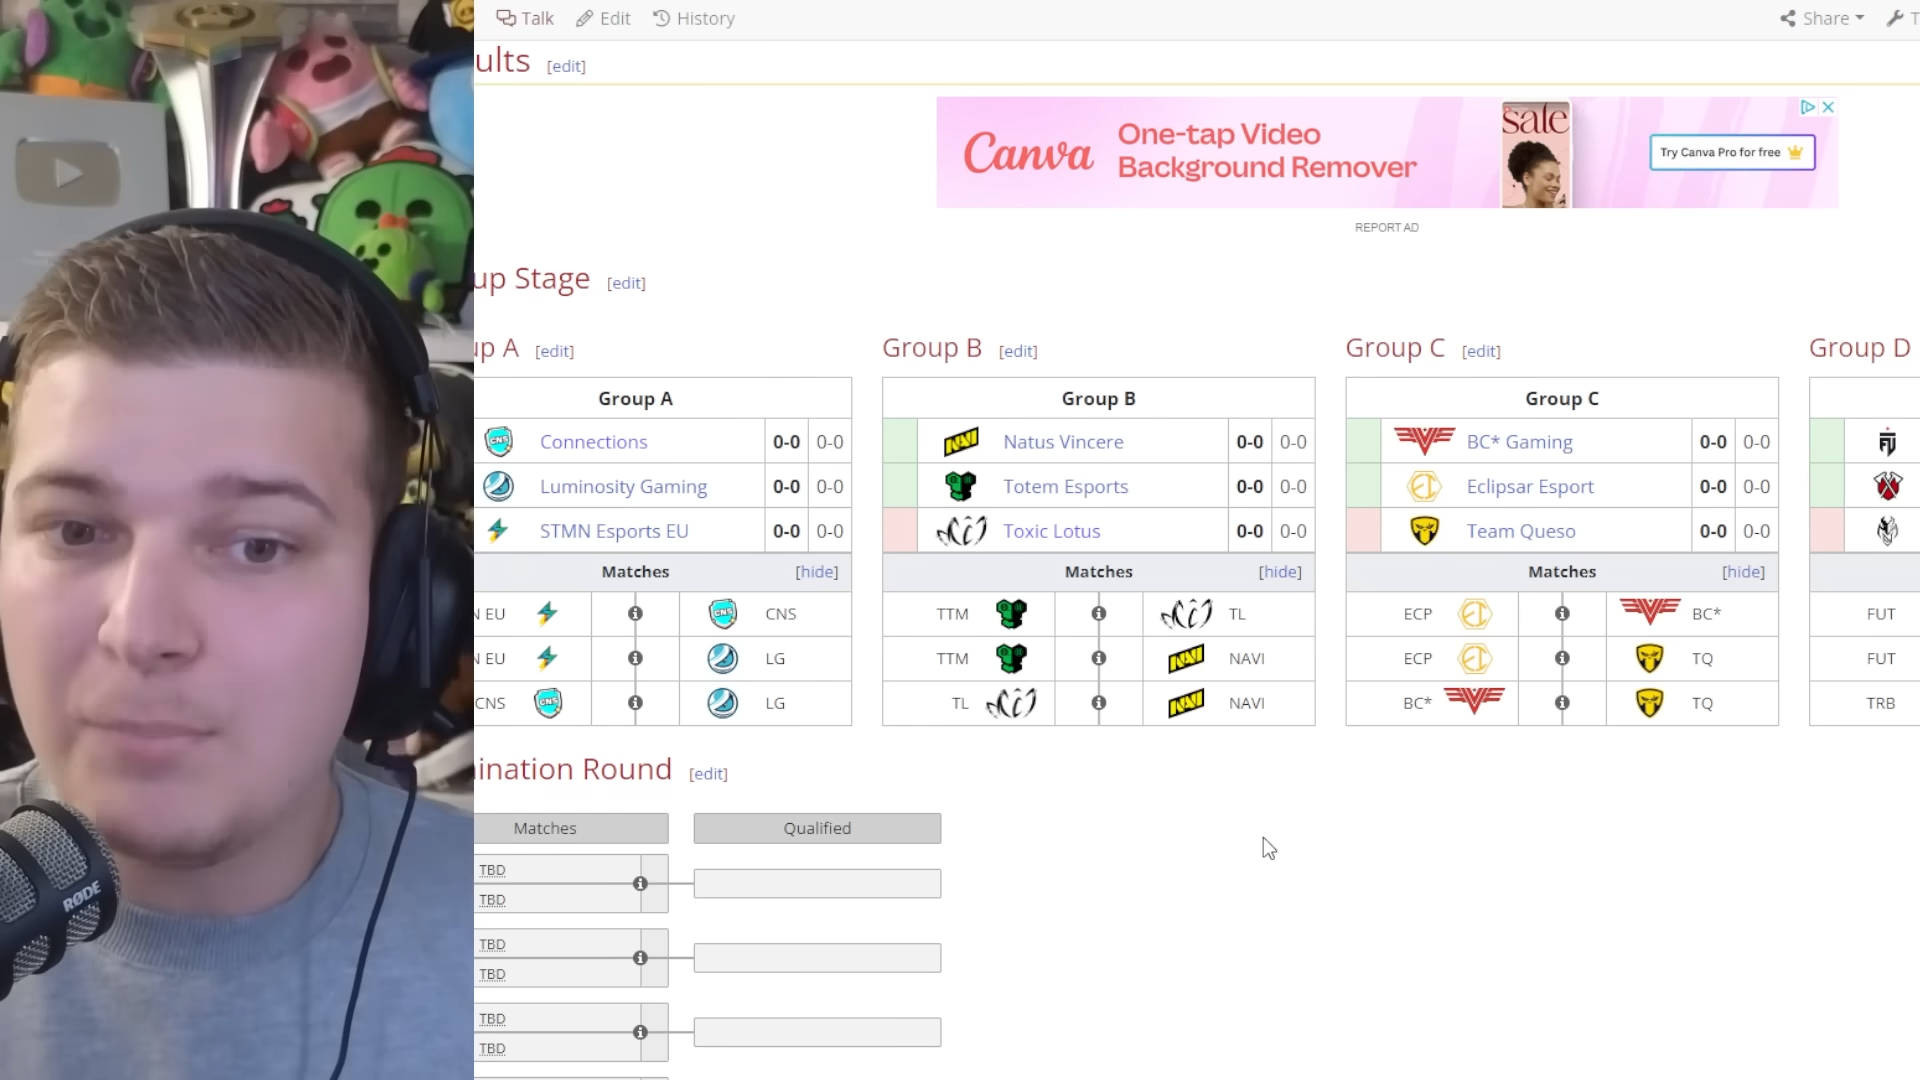 Talk Edit History Share T
ults [edit]
Canva One-tap Video Background Remover sale Try Canva Pro for free
REPORT AD
up Stage [edit]
up A [edit] Group B [edit] Group C [edit] Group D
Group A Group B Group C
Connections 0-0 0-0 Natus Vincere 0-0 0-0 BC* Gaming 0-0 0-0
Luminosity Gaming 0-0 0-0 Totem Esports 0-0 0-0 Eclipsar Esport 0-0 0-0
STMN Esports EU 0-0 0-0 Toxic Lotus 0-0 0-0 Team Queso 0-0 0-0
Matches [hide] Matches [hide] Matches [hide]
N EU CNS TTM TL ECP BC* FUT
N EU LG TTM NAVI ECP TQ FUT
CNS LG TL NAVI BC* TQ TRB
ination Round [edit]
Matches Qualified
TBD
TBD
TBD
TBD
TBD
TBD
RØDE